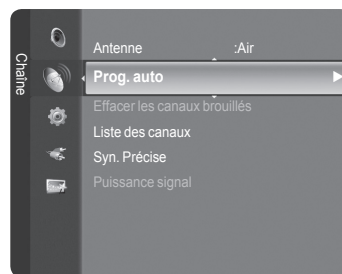 Chaîne
Antenne :Air
Prog. auto
Effacer les canaux brouillés
Liste des canaux
Syn. Précise
Puissance signal